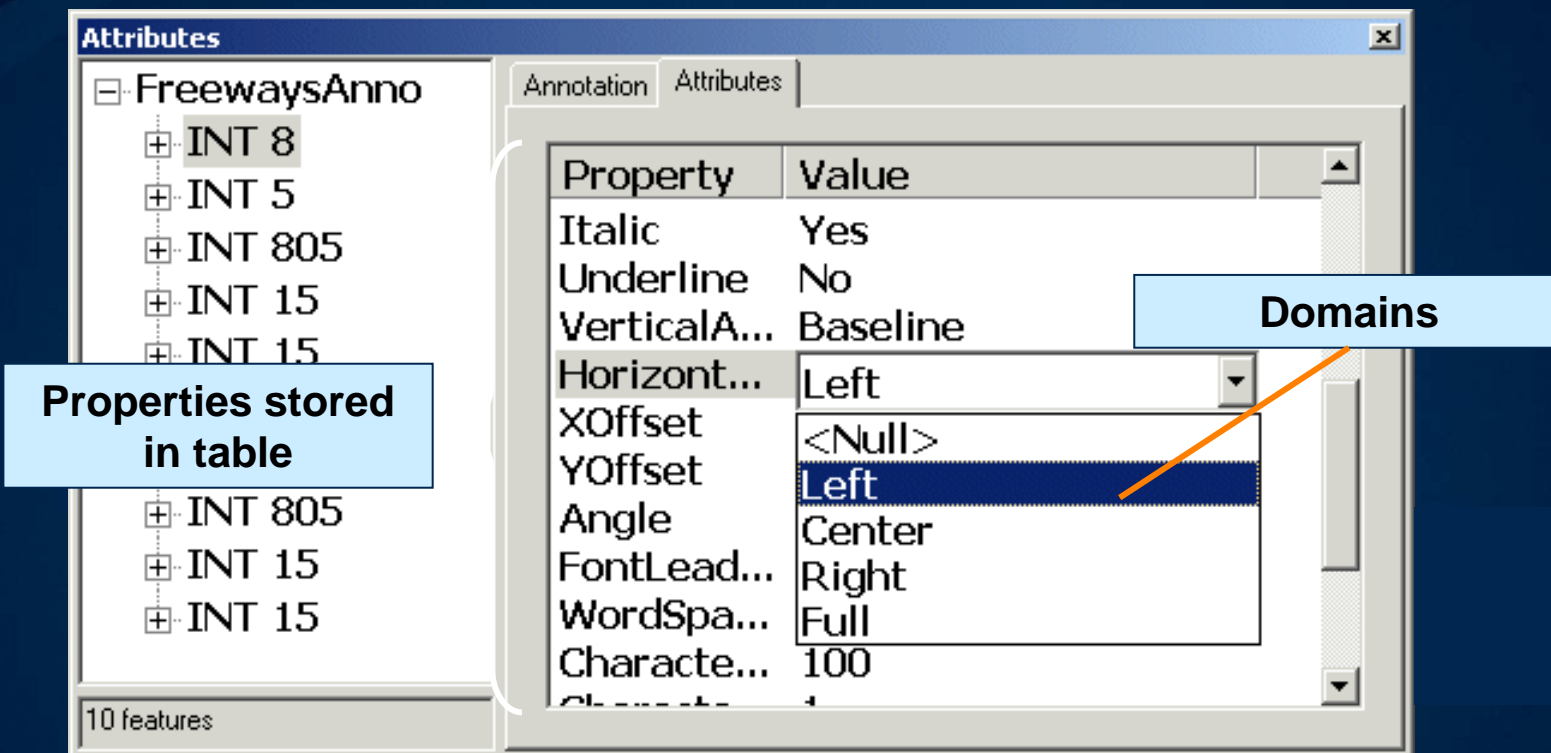 Attributes
FreewaysAnno
INT 8
INT 5
INT 805
INT 15
INT 15
INT 805
INT 15
INT 15
10 features
Properties stored
in table
Annotation Attributes
Property Value
Italic Yes
Underline No
VerticalA... Baseline
Horizont... Left
XOffset
YOffset
Angle
FontLead...
WordSpa...
Characte... 100
<Null>
Left
Center
Right
Full
Domains